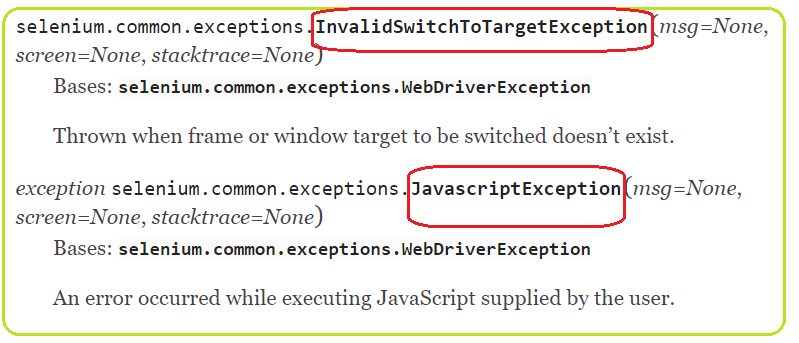 selenium.common.exceptions.InvalidSwitchToTargetException(msg=None,
screen=None, stacktrace=None)
Bases: selenium.common.exceptions.WebDriverException
Thrown when frame or window target to be switched doesn’t exist.
exception selenium.common.exceptions.JavascriptException(msg=None,
screen=None, stacktrace=None)
Bases: selenium.common.exceptions.WebDriverException
An error occurred while executing JavaScript supplied by the user.